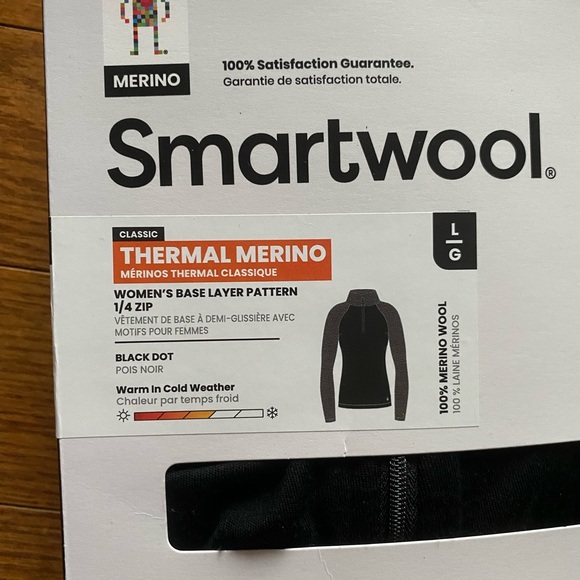 MERINO
100% Satisfaction Guarantee.
Garantie de satisfaction totale.
Smartwool®
CLASSIC
THERMAL MERINO
MÉRINOS THERMAL CLASSIQUE
WOMEN'S BASE LAYER PATTERN
1/4 ZIP
VÊTEMENT DE BASE À DEMI-GLISSIÈRE AVEC
MOTIFS POUR FEMMES
BLACK DOT
POIS NOIR
Warm In Cold Weather
Chaleur par temps froid
L
G
100% MERINO WOOL
100 % LAINE MÉRINOS